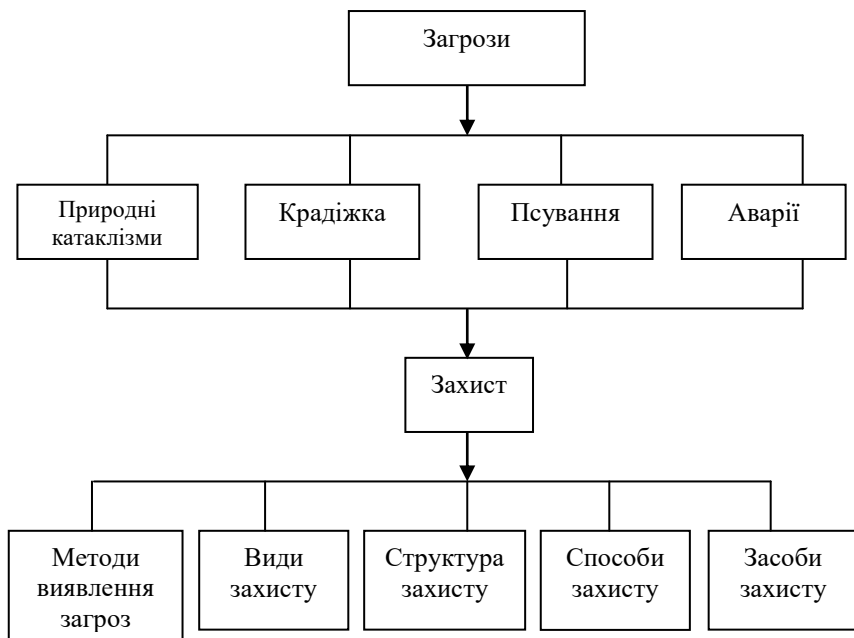 Загрози
Природні
катаклізми
Крадіжка
Псування
Аварії
Захист
Методи
виявлення
загроз
Види
захисту
Структура
захисту
Способи
захисту
Засоби
захисту